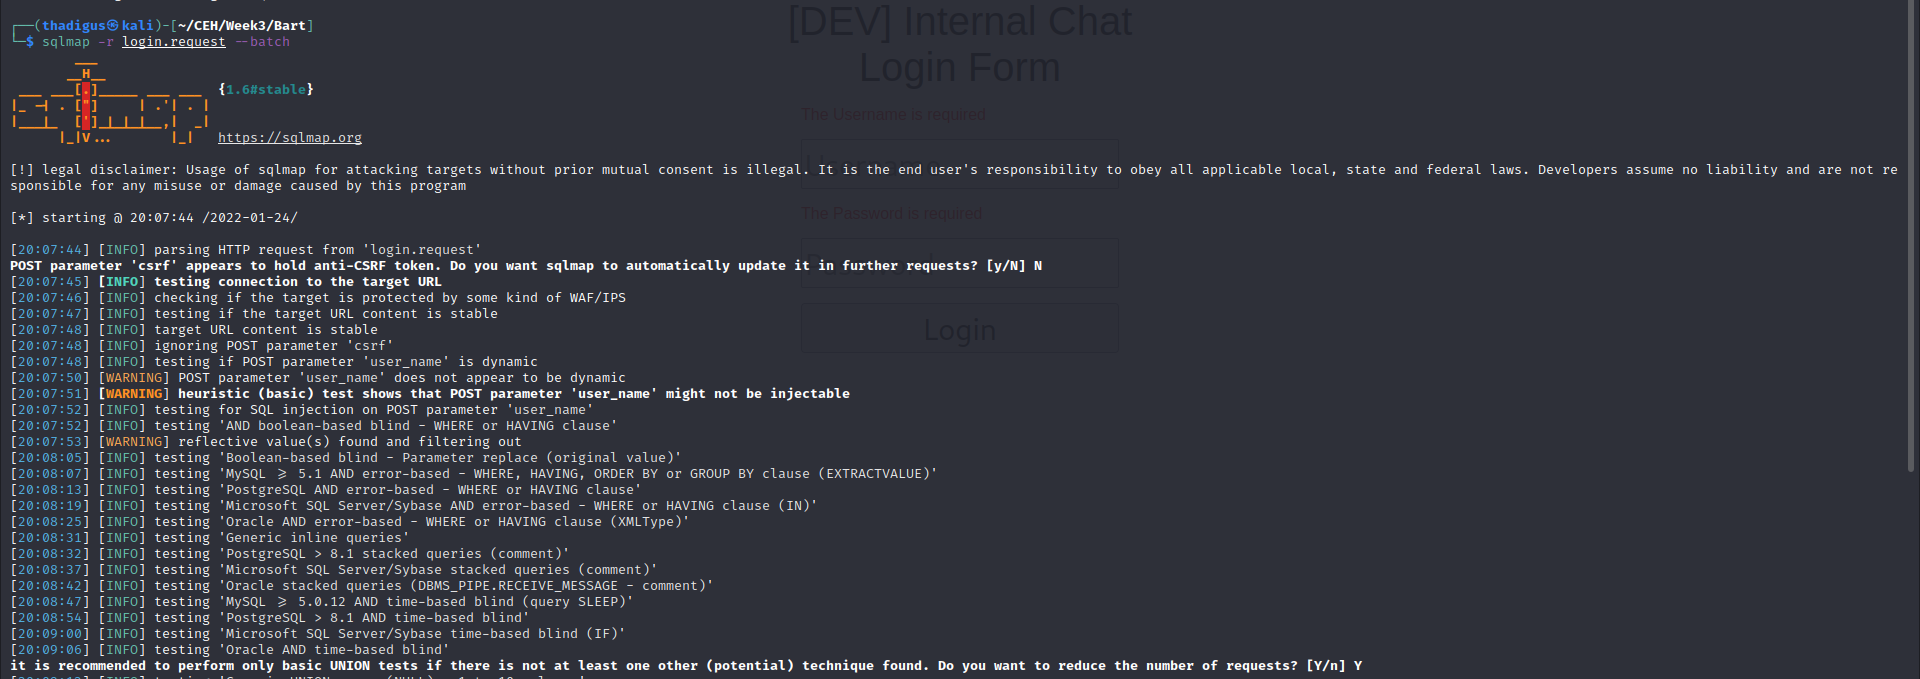 ┌──(thadigus㉿kali)-[~/CEH/Week3/Bart]
└─$ sqlmap -r login.request --batch
        ___
       __H__
 ___ ___[.]_____ ___ ___  {1.6#stable}
|_ -| . ["]     | .'| . |
|___|_  [']_|_|_|__,|  _|
      |_|V...       |_|   https://sqlmap.org
[!] legal disclaimer: Usage of sqlmap for attacking targets without prior mutual consent is illegal. It is the end user's responsibility to obey all applicable local, state and federal laws. Developers assume no liability and are not re
sponsible for any misuse or damage caused by this program
[*] starting @ 20:07:44 /2022-01-24/
[20:07:44] [INFO] parsing HTTP request from 'login.request'
POST parameter 'csrf' appears to hold anti-CSRF token. Do you want sqlmap to automatically update it in further requests? [y/N] N
[20:07:45] [INFO] testing connection to the target URL
[20:07:46] [INFO] checking if the target is protected by some kind of WAF/IPS
[20:07:47] [INFO] testing if the target URL content is stable
[20:07:48] [INFO] target URL content is stable
[20:07:48] [INFO] ignoring POST parameter 'csrf'
[20:07:48] [INFO] testing if POST parameter 'user_name' is dynamic
[20:07:50] [WARNING] POST parameter 'user_name' does not appear to be dynamic
[20:07:51] [WARNING] heuristic (basic) test shows that POST parameter 'user_name' might not be injectable
[20:07:52] [INFO] testing for SQL injection on POST parameter 'user_name'
[20:07:52] [INFO] testing 'AND boolean-based blind - WHERE or HAVING clause'
[20:07:53] [WARNING] reflective value(s) found and filtering out
[20:08:05] [INFO] testing 'Boolean-based blind - Parameter replace (original value)'
[20:08:07] [INFO] testing 'MySQL >= 5.1 AND error-based - WHERE, HAVING, ORDER BY or GROUP BY clause (EXTRACTVALUE)'
[20:08:13] [INFO] testing 'PostgreSQL AND error-based - WHERE or HAVING clause'
[20:08:19] [INFO] testing 'Microsoft SQL Server/Sybase AND error-based - WHERE or HAVING clause (IN)'
[20:08:25] [INFO] testing 'Oracle AND error-based - WHERE or HAVING clause (XMLType)'
[20:08:31] [INFO] testing 'Generic inline queries'
[20:08:32] [INFO] testing 'PostgreSQL > 8.1 stacked queries (comment)'
[20:08:37] [INFO] testing 'Microsoft SQL Server/Sybase stacked queries (comment)'
[20:08:42] [INFO] testing 'Oracle stacked queries (DBMS_PIPE.RECEIVE_MESSAGE - comment)'
[20:08:47] [INFO] testing 'MySQL >= 5.0.12 AND time-based blind (query SLEEP)'
[20:08:54] [INFO] testing 'PostgreSQL > 8.1 AND time-based blind'
[20:09:00] [INFO] testing 'Microsoft SQL Server/Sybase time-based blind (IF)'
[20:09:06] [INFO] testing 'Oracle AND time-based blind'
it is recommended to perform only basic UNION tests if there is not at least one other (potential) technique found. Do you want to reduce the number of requests? [Y/n] Y
[DEV] Internal Chat
Login Form
The Username is required
The Password is required
Login